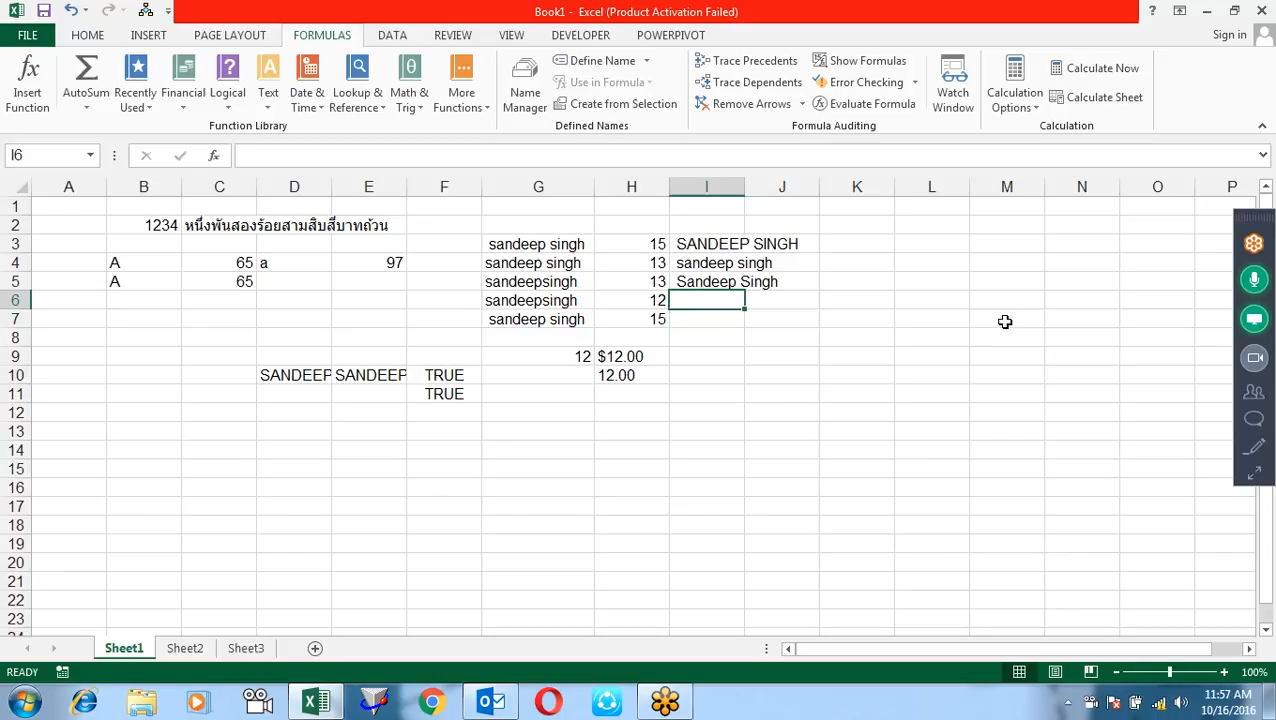 Book1 - Excel (Product Activation Failed)
FILE HOME INSERT PAGE LAYOUT FORMULAS DATA REVIEW VIEW DEVELOPER POWERPIVOT Sign in
Insert Function AutoSum Recently Used Financial Logical Text Date & Time Lookup & Reference Math & Trig More Functions
Function Library
Name Manager Define Name Use in Formula Create from Selection
Defined Names
Trace Precedents Trace Dependents Remove Arrows Show Formulas Error Checking Evaluate Formula Watch Window
Formula Auditing
Calculation Options Calculate Now Calculate Sheet
Calculation
I6 fx
A B C D E F G H I J K L M N O P
1
2 1234 หนึ่งพันสองร้อยสามสิบสี่บาทถ้วน
3 sandeep singh 15 SANDEEP SINGH
4 A 65 a 97 sandeep singh 13 sandeep singh
5 A 65 sandeepsingh 13 Sandeep Singh
6 sandeepsingh 12
7 sandeep singh 15
8
9 12 $12.00
10 SANDEEP SANDEEP TRUE 12.00
11 TRUE
12
13
14
15
16
17
18
19
20
21
22
23
Sheet1 Sheet2 Sheet3
READY 100%
11:57 AM
10/16/2016